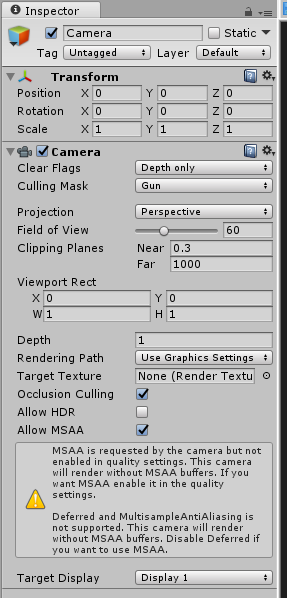 Inspector
Camera Static
Tag Untagged Layer Default
Transform
Position X 0 Y 0 Z 0
Rotation X 0 Y 0 Z 0
Scale X 1 Y 1 Z 1
Camera
Clear Flags Depth only
Culling Mask Gun
Projection Perspective
Field of View 60
Clipping Planes Near 0.3
Far 1000
Viewport Rect
X 0 Y 0
W 1 H 1
Depth 1
Rendering Path Use Graphics Settings
Target Texture None (Render Textu
Occlusion Culling
Allow HDR
Allow MSAA
MSAA is requested by the camera but not
enabled in quality settings. This camera
will render without MSAA buffers. If you
want MSAA enable it in the quality
settings.
Deferred and MultisampleAntiAliasing is
not supported. This camera will render
without MSAA buffers. Disable Deferred if
you want to use MSAA.
Target Display Display 1